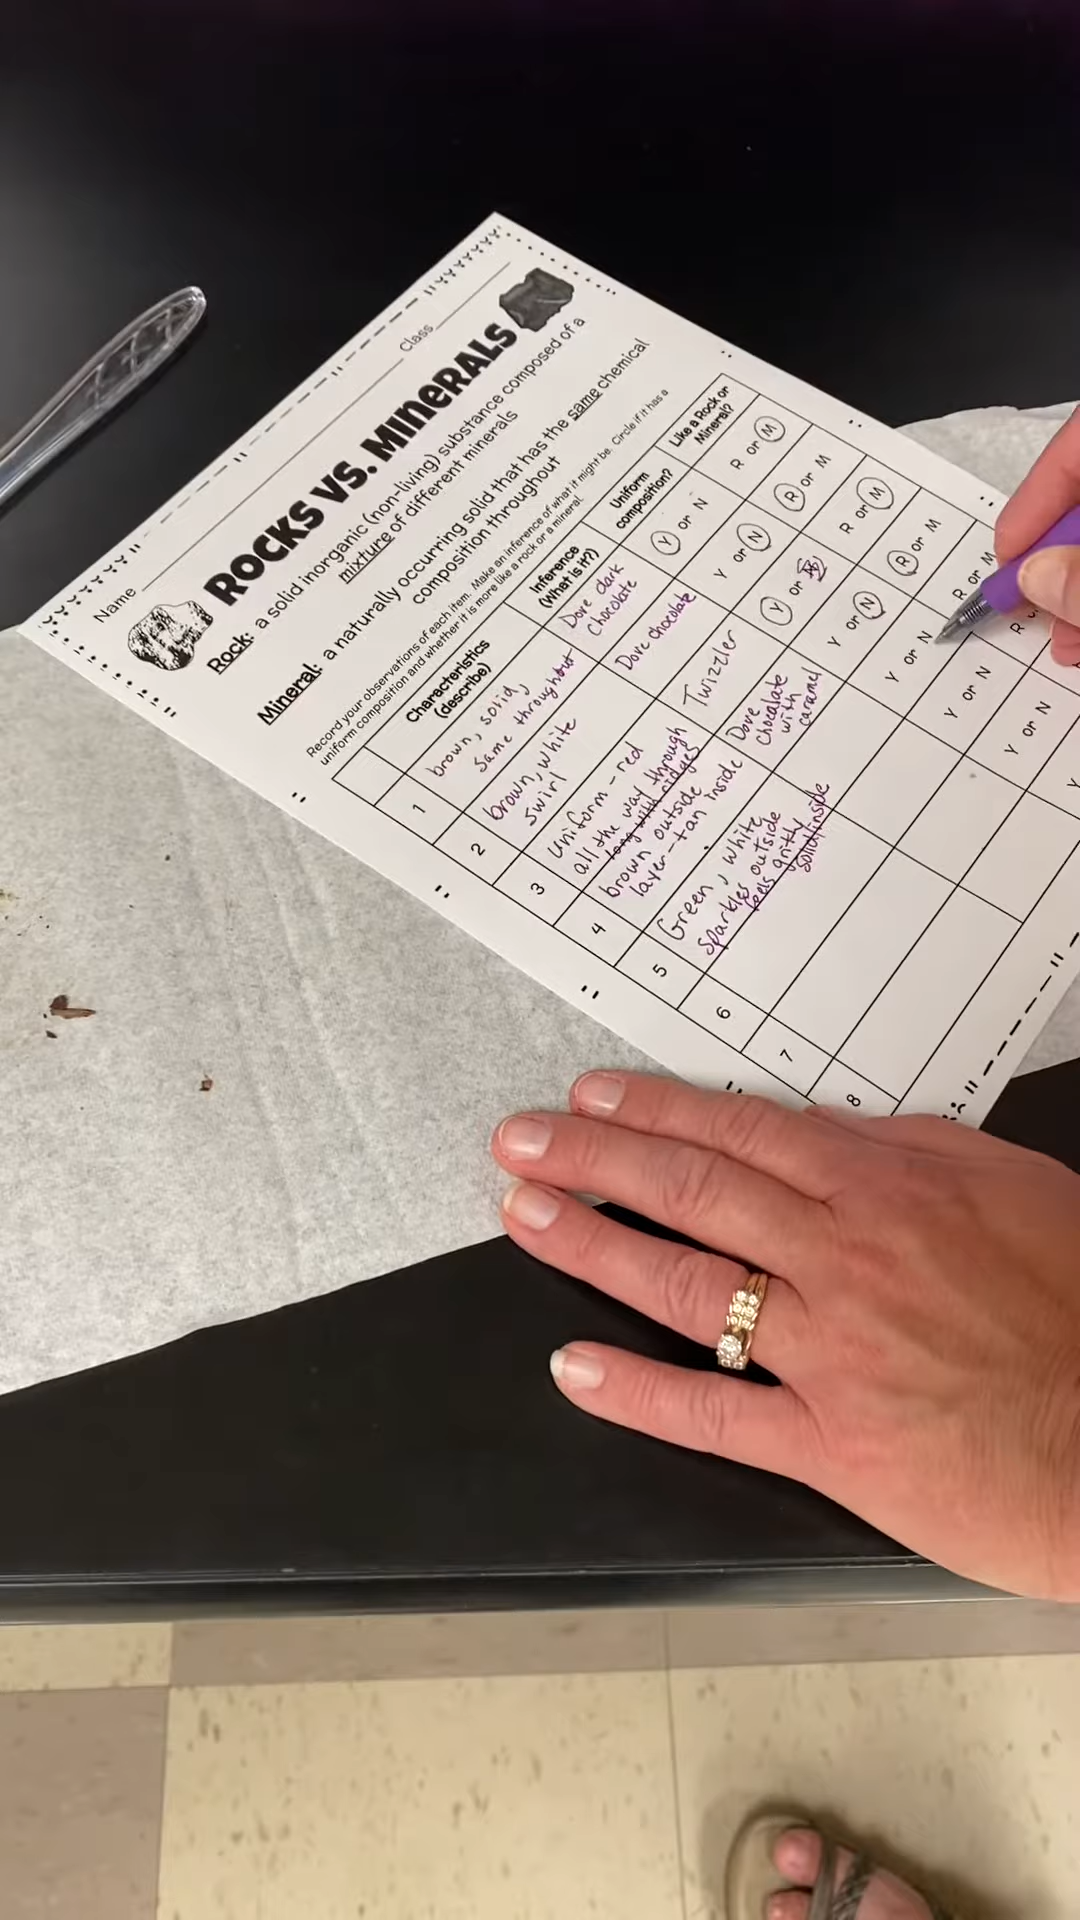 Name Class
ROCKS VS. MINERALS
Rock: a solid inorganic (non-living) substance composed of a
mixture of different minerals
Mineral: a naturally occurring solid that has the same chemical
composition throughout
Record your observations of each item. Make an inference of what it might be. Circle if it has a
uniform composition and whether it is more like a rock or a mineral.
Characteristics
(describe)
Inference
(What is it?)
Uniform
composition?
Like a Rock or
Mineral?
1
brown, solid,
same throughout
Dove dark
Chocolate
Y or N
R or M
2
brown, white
swirl
Dove chocolate
Y or N
R or M
3
Uniform - red
all the way through
long with ridges
Twizzler
Y or N
R or M
4
brown outside
layer - tan inside
Dove
Chocolate
with
caramel
Y or N
R or M
5
Green, white
sparkles outside
feels gritty
solid inside
Y or N
R or M
6
Y or N
R
7
Y or N
8
Y